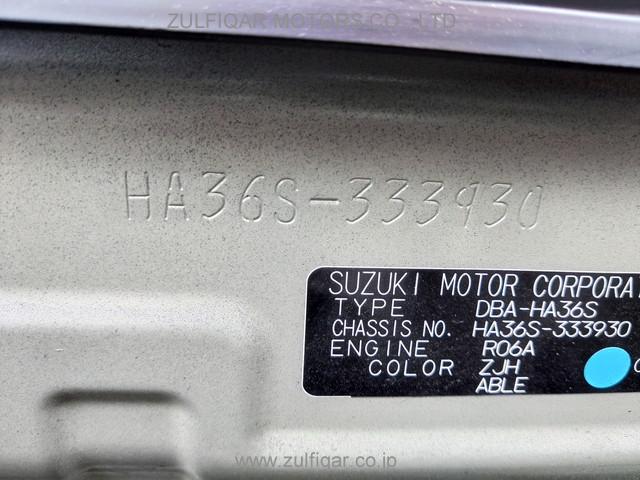 ZULFIQAR MOTORS CO., LTD
HA36S-333930
SUZUKI MOTOR CORPORA
TYPE DBA-HA36S
CHASSIS NO. HA36S-333930
ENGINE R06A
COLOR ZJH
ABLE
www.zulfiqar.co.jp